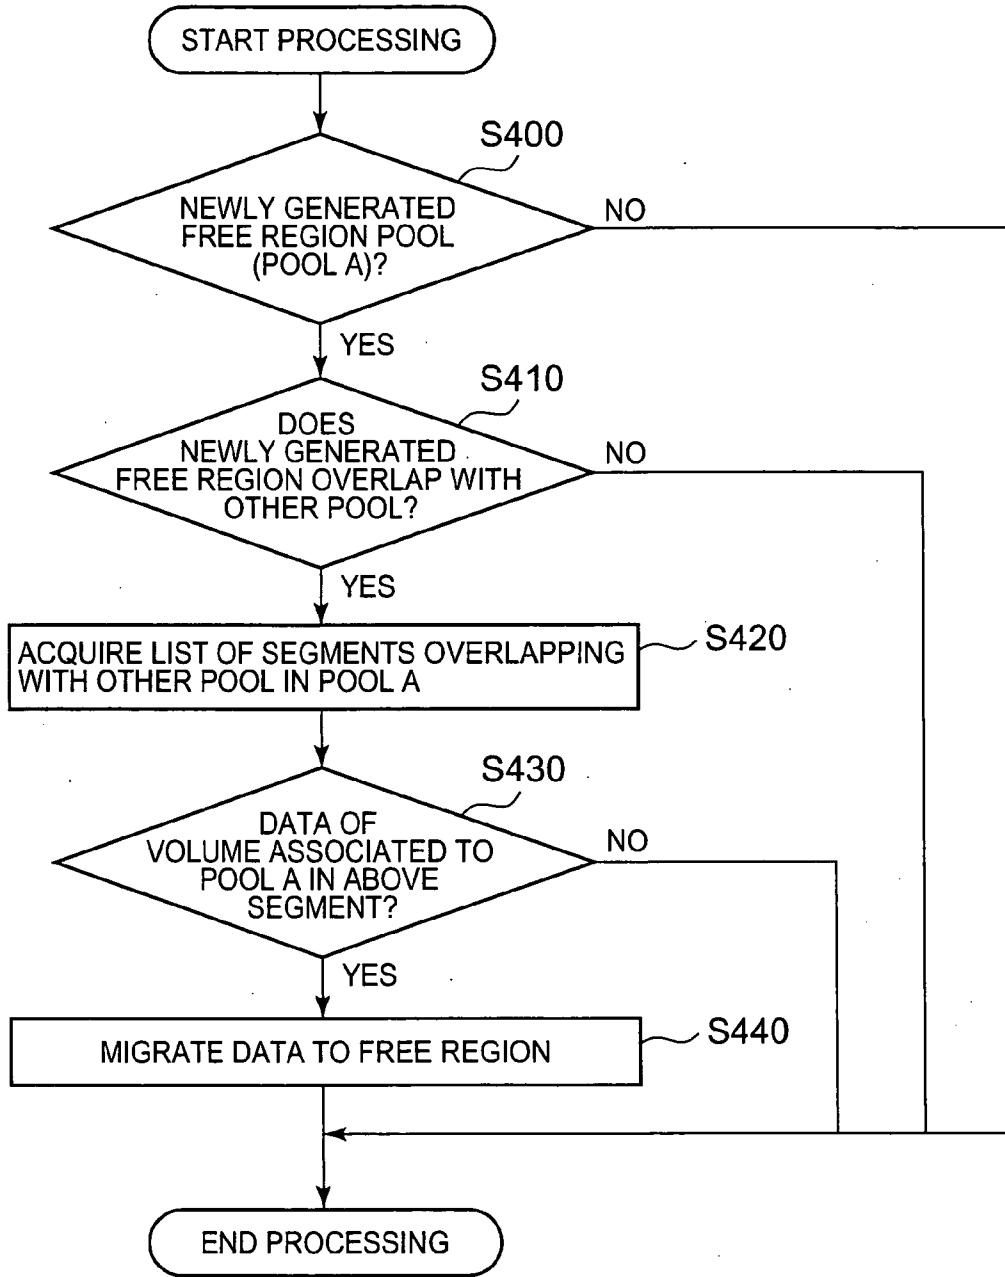 START PROCESSING
S400
NEWLY GENERATED
FREE REGION POOL
(POOL A)?
NO
YES
S410
DOES
NEWLY GENERATED
FREE REGION OVERLAP WITH
OTHER POOL?
NO
YES
S420
ACQUIRE LIST OF SEGMENTS OVERLAPPING
WITH OTHER POOL IN POOL A
S430
DATA OF
VOLUME ASSOCIATED TO
POOL A IN ABOVE
SEGMENT?
NO
YES
S440
MIGRATE DATA TO FREE REGION
END PROCESSING